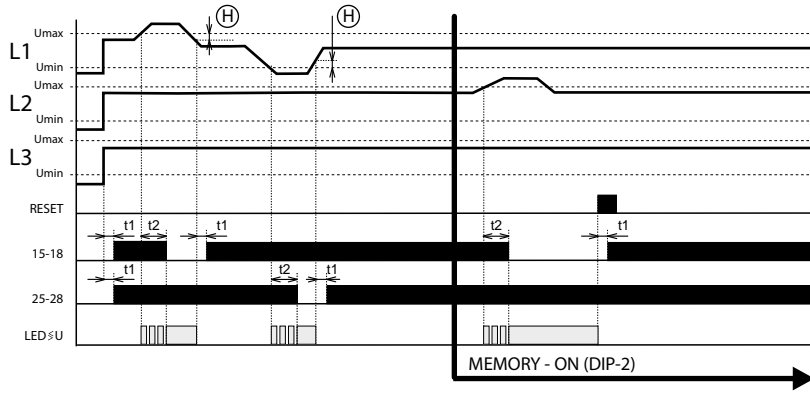 H H
Umax
L1
Umin
Umax
L2
Umin
Umax
L3
Umin
RESET
t1 t2 t1 t2 t1
15-18
t1 t2 t1
25-28
LED≶U
MEMORY - ON (DIP-2)